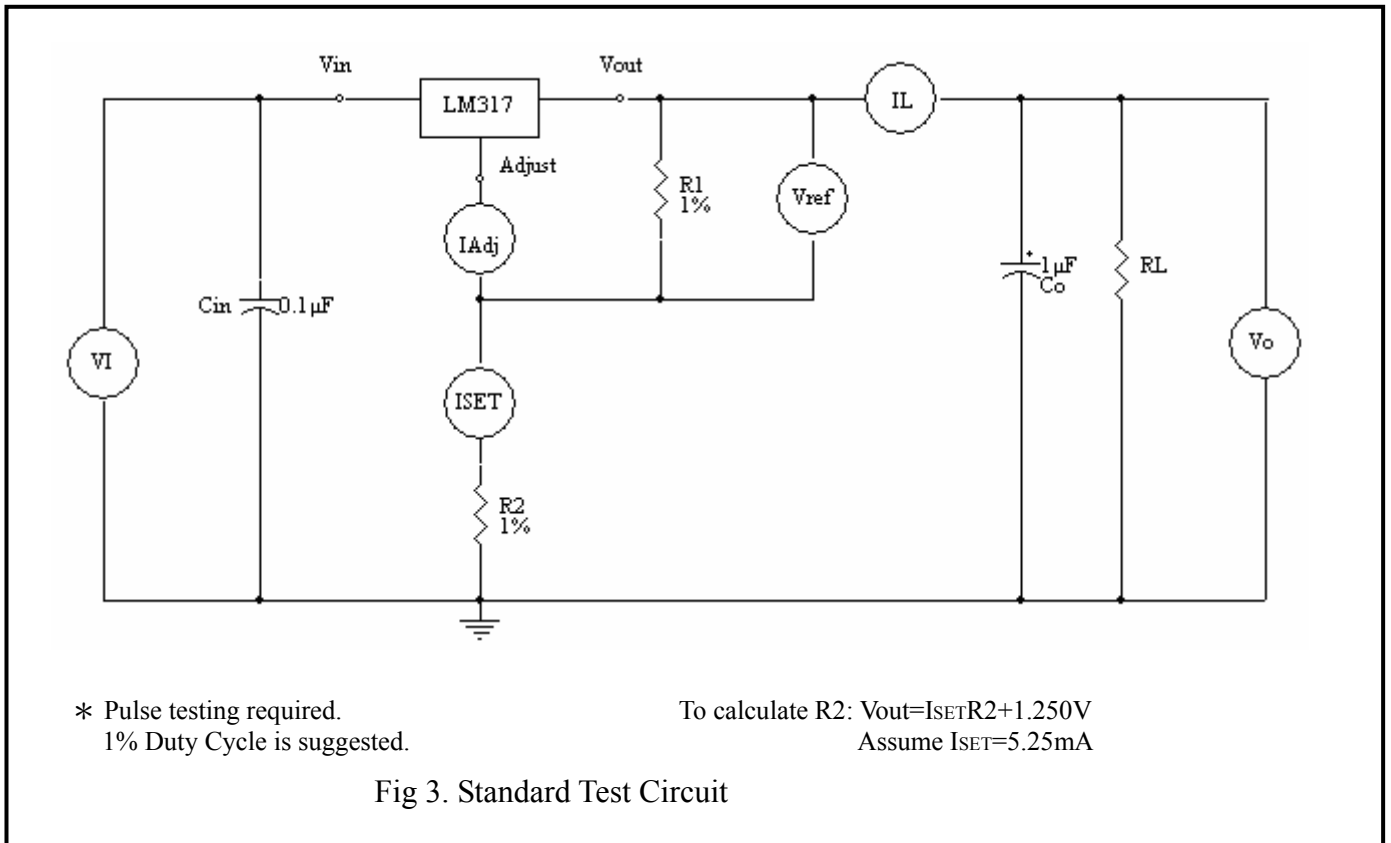 Vin
Vout
LM317
IL
Adjust
R1
1%
Vref
IAdj
Cin
0.1µF
1µF
Co
RL
VI
Vo
ISET
R2
1%
* Pulse testing required.
1% Duty Cycle is suggested.
To calculate R2: Vout=ISETR2+1.250V
Assume ISET=5.25mA
Fig 3. Standard Test Circuit